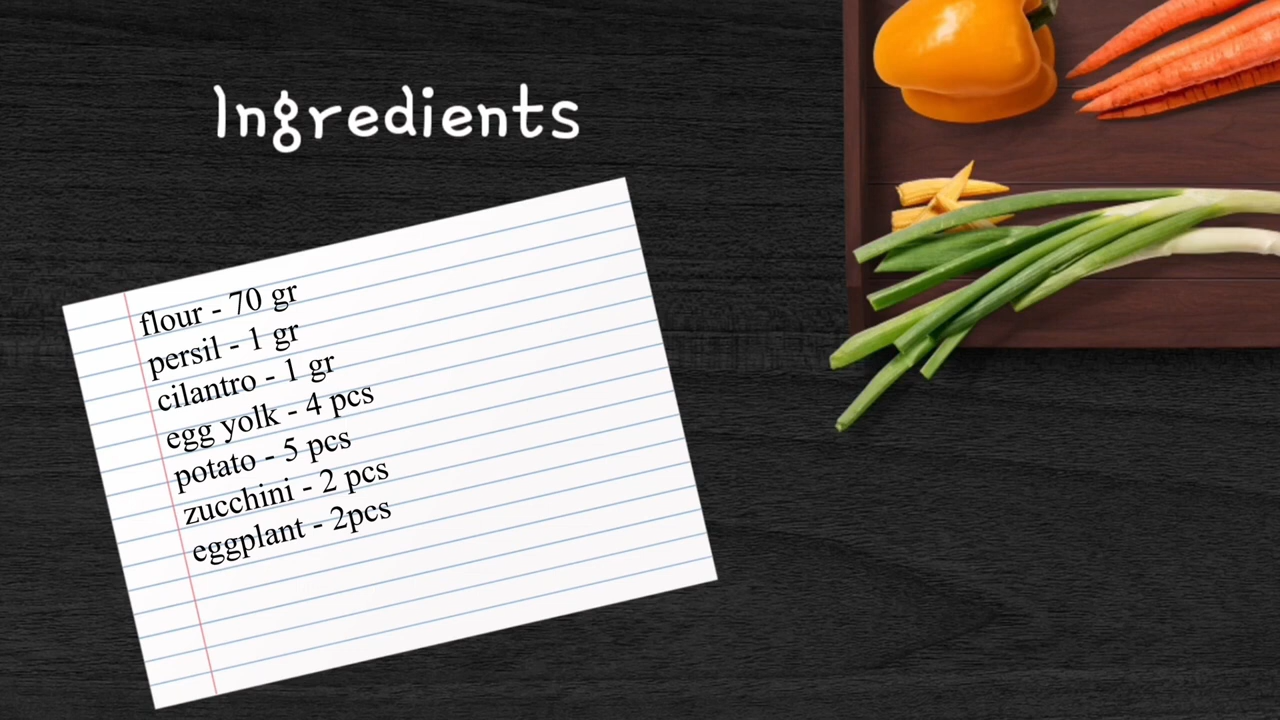 Ingredients
flour - 70 gr
persil - 1 gr
cilantro - 1 gr
egg yolk - 4 pcs
potato - 5 pcs
zucchini - 2 pcs
eggplant - 2pcs